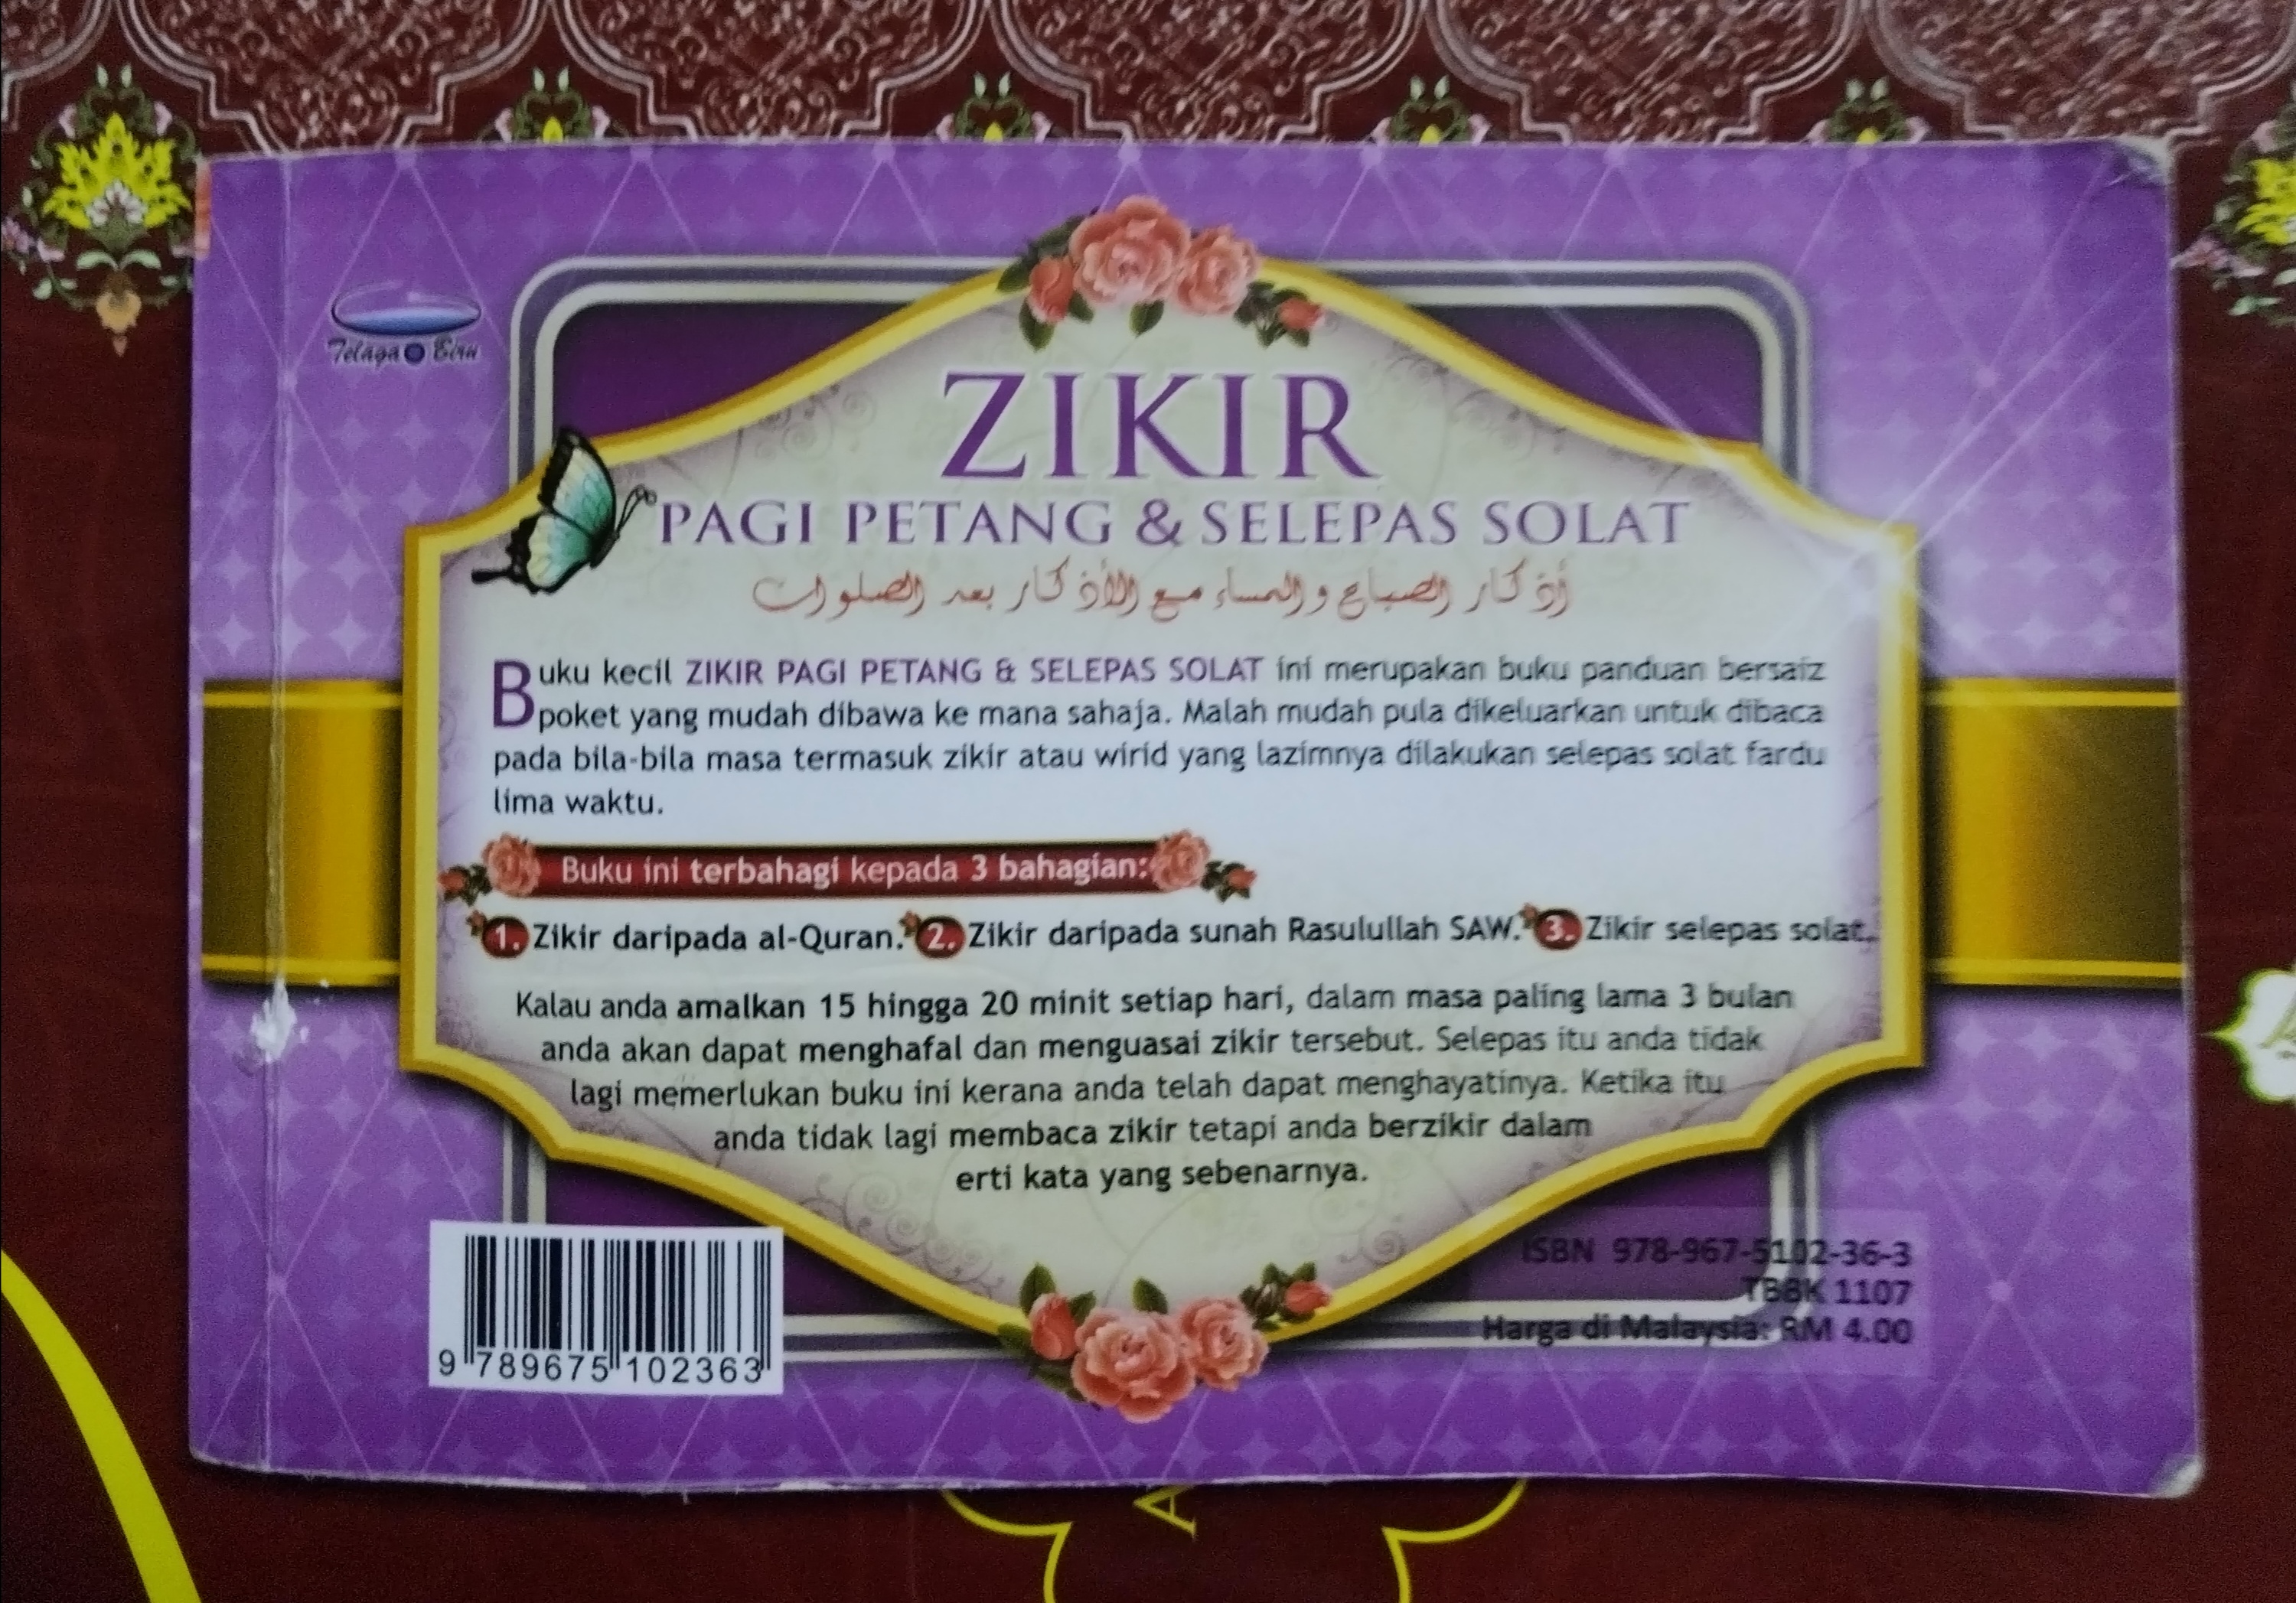 Telaga Biru
ZIKIR
PAGI PETANG & SELEPAS SOLAT
أذكار الصباح والمساء مع الأذكار بعد الصلوات
Buku kecil ZIKIR PAGI PETANG & SELEPAS SOLAT ini merupakan buku panduan bersaiz
poket yang mudah dibawa ke mana sahaja. Malah mudah pula dikeluarkan untuk dibaca
pada bila-bila masa termasuk zikir atau wirid yang lazimnya dilakukan selepas solat fardu
lima waktu.
Buku ini terbahagi kepada 3 bahagian:
1. Zikir daripada al-Quran. 2. Zikir daripada sunah Rasulullah SAW. 3. Zikir selepas solat.
Kalau anda amalkan 15 hingga 20 minit setiap hari, dalam masa paling lama 3 bulan
anda akan dapat menghafal dan menguasai zikir tersebut. Selepas itu anda tidak
lagi memerlukan buku ini kerana anda telah dapat menghayatinya. Ketika itu
anda tidak lagi membaca zikir tetapi anda berzikir dalam
erti kata yang sebenarnya.
ISBN 978-967-5102-36-3
TBBK 1107
Harga di Malaysia: RM 4.00
9 789675 102363
A